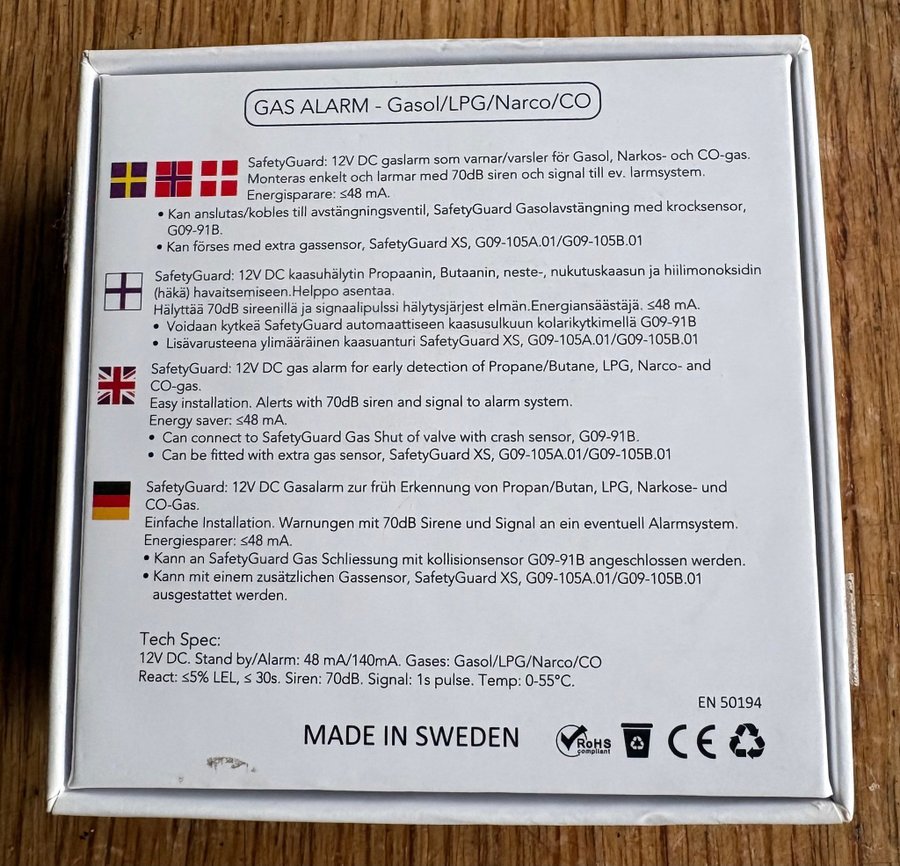 GAS ALARM - Gasol/LPG/Narco/CO
SafetyGuard: 12V DC gaslarm som varnar/varsler för Gasol, Narkos- och CO-gas.
Monteras enkelt och larmar med 70dB siren och signal till ev. larmsystem.
Energisparare: ≤48 mA.
• Kan anslutas/kobles till avstängningsventil, SafetyGuard Gasolavstängning med krocksensor,
G09-91B.
• Kan förses med extra gassensor, SafetyGuard XS, G09-105A.01/G09-105B.01
SafetyGuard: 12V DC kaasuhälytin Propaanin, Butaanin, neste-, nukutuskaasun ja hiilimonoksidin
(häkä) havaitsemiseen.Helppo asentaa.
Hälyttää 70dB sireenillä ja signaalipulssi hälytysjärjest elmän.Energiansäästäjä. ≤48 mA.
• Voidaan kytkeä SafetyGuard automaattiseen kaasusulkuun kolarikytkimellä G09-91B
• Lisävarusteena ylimääräinen kaasuanturi SafetyGuard XS, G09-105A.01/G09-105B.01
SafetyGuard: 12V DC gas alarm for early detection of Propane/Butane, LPG, Narco- and
CO-gas.
Easy installation. Alerts with 70dB siren and signal to alarm system.
Energy saver: ≤48 mA.
• Can connect to SafetyGuard Gas Shut of valve with crash sensor, G09-91B.
• Can be fitted with extra gas sensor, SafetyGuard XS, G09-105A.01/G09-105B.01
SafetyGuard: 12V DC Gasalarm zur früh Erkennung von Propan/Butan, LPG, Narkose- und
CO-Gas.
Einfache Installation. Warnungen mit 70dB Sirene und Signal an ein eventuell Alarmsystem.
Energiesparer: ≤48 mA.
• Kann an SafetyGuard Gas Schliessung mit kollisionsensor G09-91B angeschlossen werden.
• Kann mit einem zusätzlichen Gassensor, SafetyGuard XS, G09-105A.01/G09-105B.01
ausgestattet werden.
Tech Spec:
12V DC. Stand by/Alarm: 48 mA/140mA. Gases: Gasol/LPG/Narco/CO
React: ≤5% LEL, ≤ 30s. Siren: 70dB. Signal: 1s pulse. Temp: 0-55°C.
EN 50194
MADE IN SWEDEN
RoHS
compliant
CE